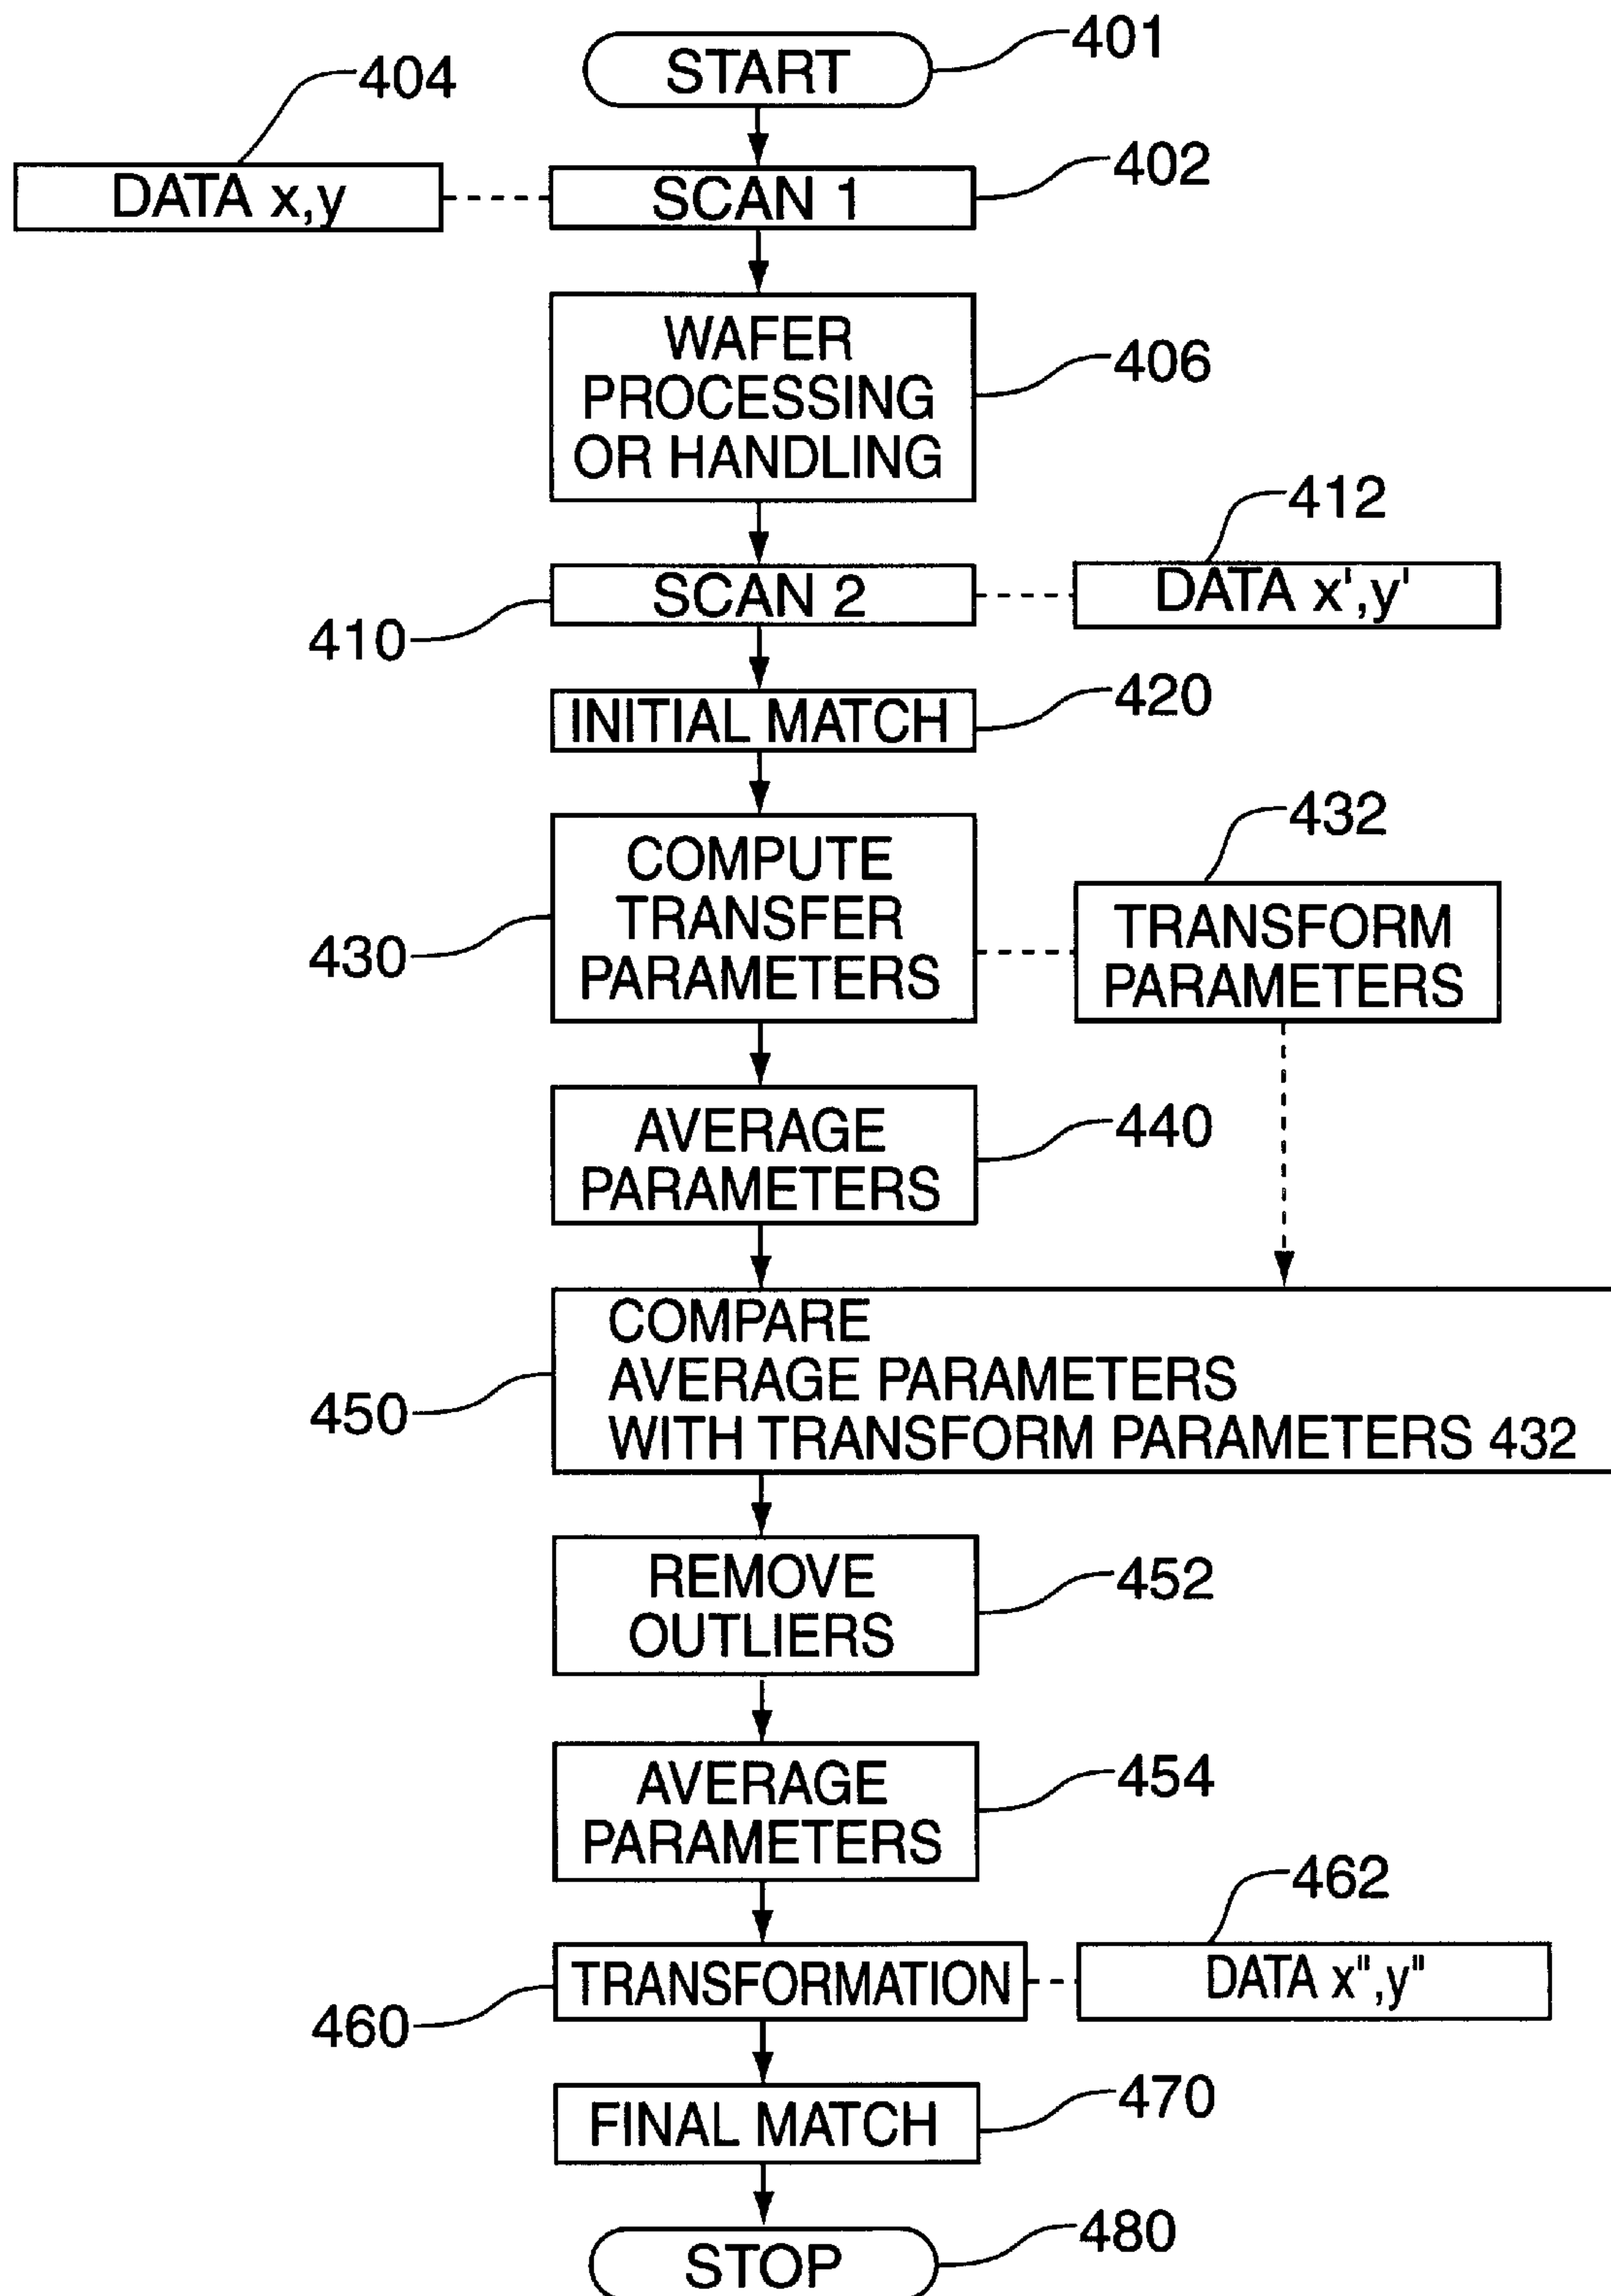 START
401
404
DATA x,y
SCAN 1
402
WAFER
PROCESSING
OR HANDLING
406
412
SCAN 2
DATA x',y'
410
INITIAL MATCH
420
COMPUTE
TRANSFER
PARAMETERS
430
432
TRANSFORM
PARAMETERS
AVERAGE
PARAMETERS
440
COMPARE
AVERAGE PARAMETERS
WITH TRANSFORM PARAMETERS 432
450
REMOVE
OUTLIERS
452
AVERAGE
PARAMETERS
454
462
TRANSFORMATION
DATA x",y"
460
FINAL MATCH
470
STOP
480